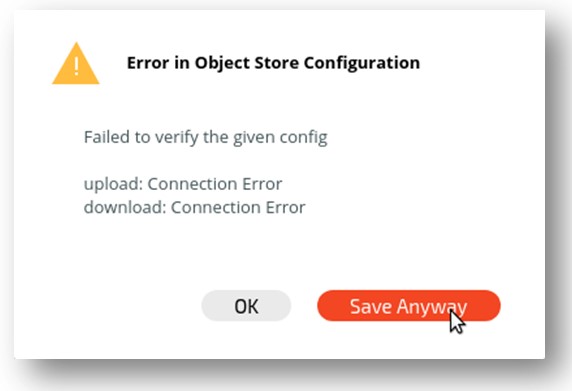 Error in Object Store Configuration
Failed to verify the given config
upload: Connection Error
download: Connection Error
OK
Save Anyway